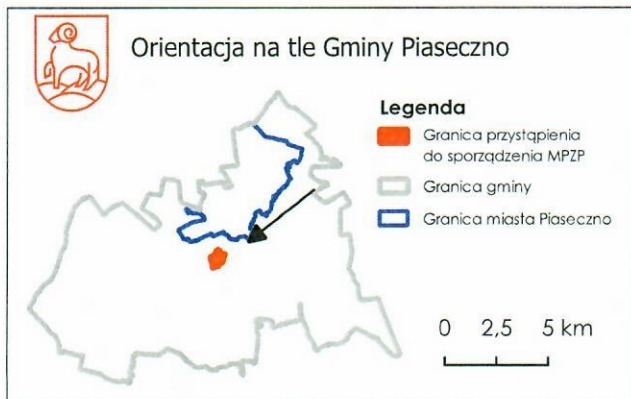 Orientacja na tle Gminy Piaseczno
Legenda
Granica przystąpienia
do sporządzenia MPZP
Granica gminy
Granica miasta Piaseczno
0 2,5 5 km